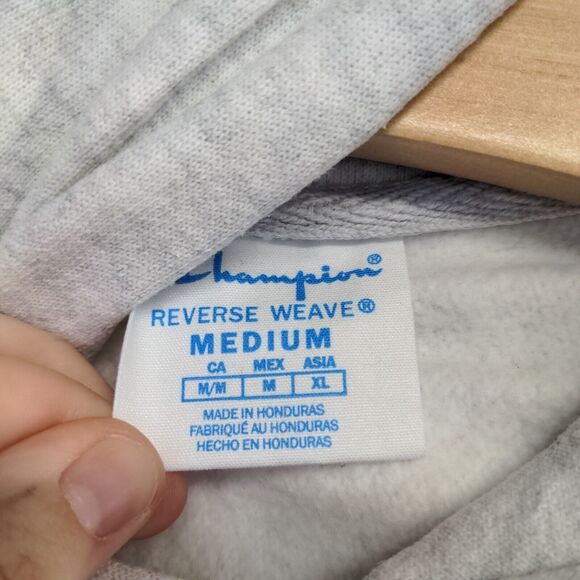 Champion®
REVERSE WEAVE®
MEDIUM
CA MEX ASIA
M/M M XL
MADE IN HONDURAS
FABRIQUÉ AU HONDURAS
HECHO EN HONDURAS